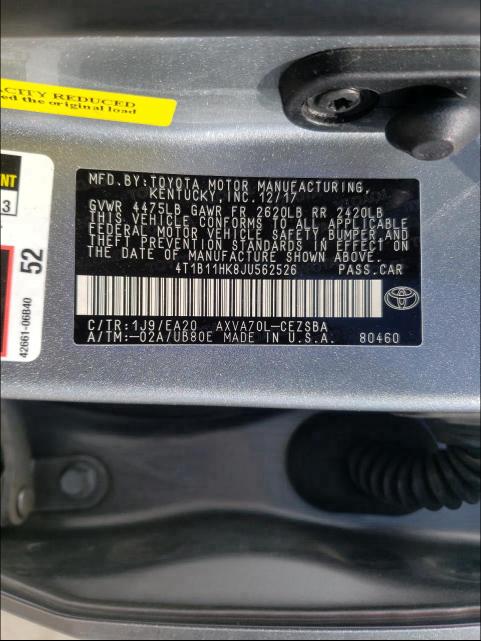 ACITY REDUCED
ed the original load
ENT
3
52
42661-06B40
MFD.BY:TOYOTA MOTOR MANUFACTURING,
KENTUCKY,INC.12/17
GVWR 4475LB GAWR FR 2620LB RR 2420LB
THIS VEHICLE CONFORMS TO ALL APPLICABLE
FEDERAL MOTOR VEHICLE SAFETY,BUMPER, AND
THEFT PREVENTION STANDARDS IN EFFECT ON
THE DATE OF MANUFACTURE SHOWN ABOVE.
4T1B11HK8JU562526 PASS.CAR
C/TR:1J9/EA20 AXVA70L-CEZSBA
A/TM:-02A/UB80E MADE IN U.S.A. 80460